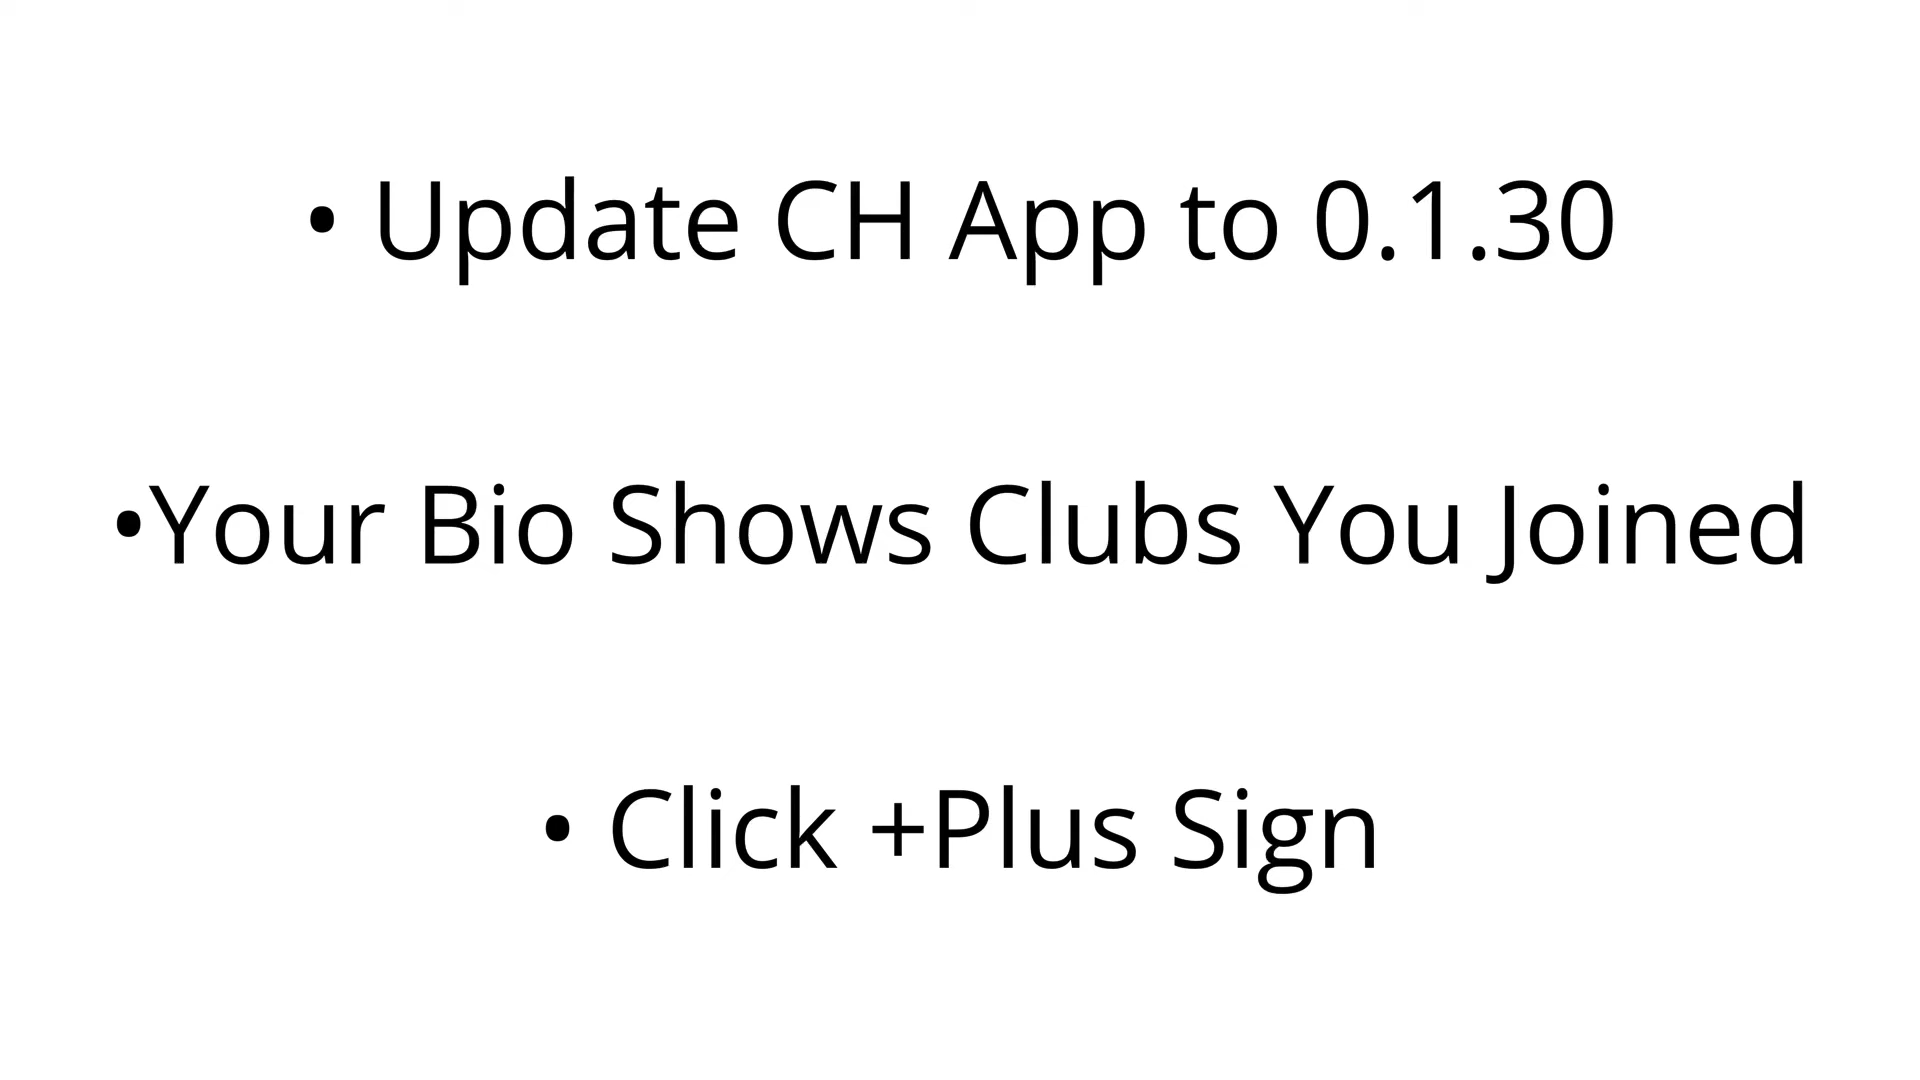 • Update CH App to 0.1.30
•Your Bio Shows Clubs You Joined
• Click +Plus Sign